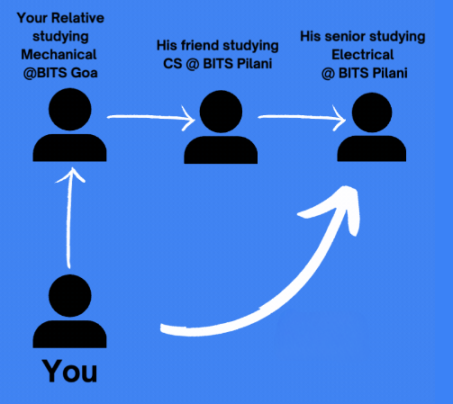 Your Relative
studying
Mechanical
@BITS Goa
His friend studying
CS @ BITS Pilani
His senior studying
Electrical
@ BITS Pilani
You